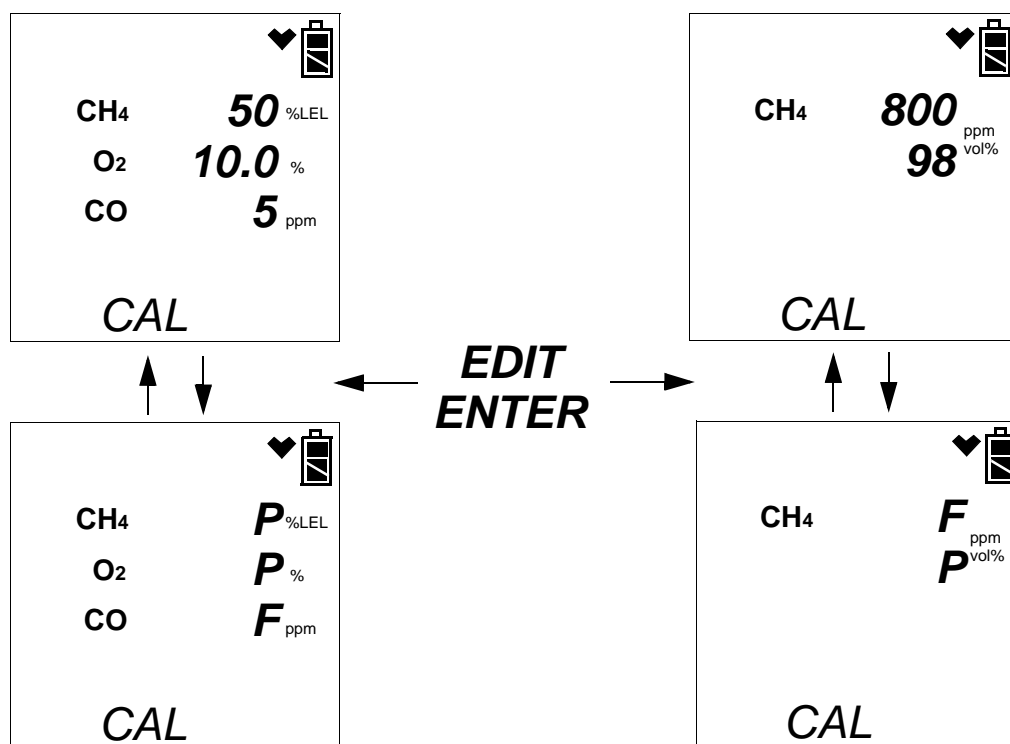 CH4 50 %LEL
O2 10.0 %
CO 5 ppm
CAL
CH4 800 ppm
98 vol%
CAL
EDIT
ENTER
CH4 P %LEL
O2 P %
CO F ppm
CAL
CH4 F ppm
P vol%
CAL